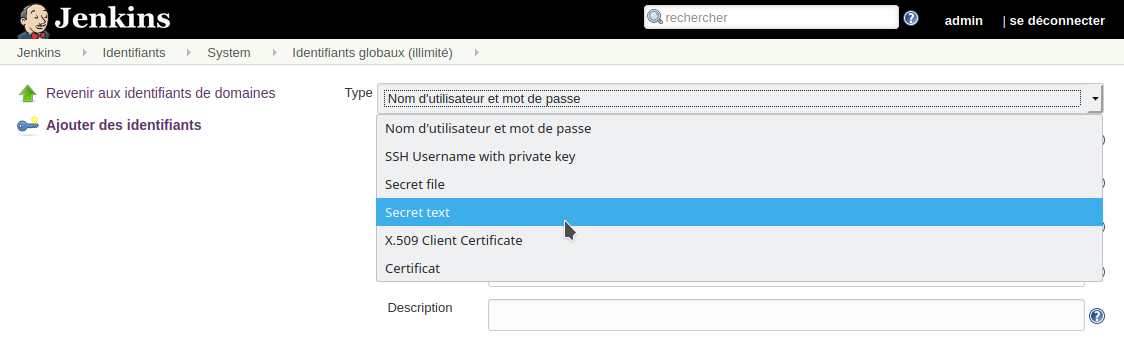 Jenkins
rechercher
admin
| se déconnecter
Jenkins
Identifiants
System
Identifiants globaux (illimité)
Revenir aux identifiants de domaines
Ajouter des identifiants
Type
Nom d'utilisateur et mot de passe
Nom d'utilisateur et mot de passe
SSH Username with private key
Secret file
Secret text
X.509 Client Certificate
Certificat
Description